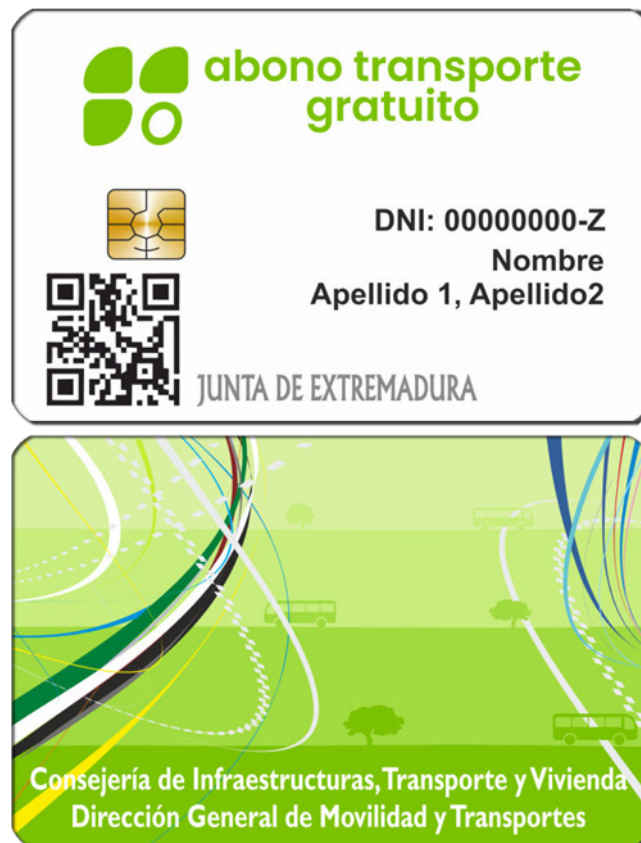 abono transporte
gratuito
DNI: 00000000-Z
Nombre
Apellido 1, Apellido2
JUNTA DE EXTREMADURA
Consejería de Infraestructuras, Transporte y Vivienda
Dirección General de Movilidad y Transportes